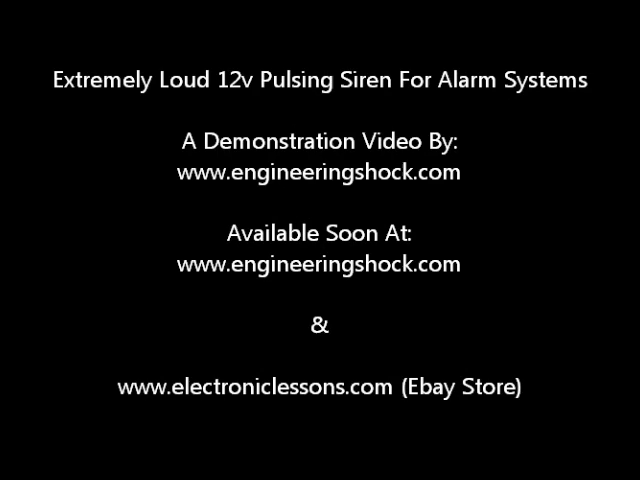 Extremely Loud 12v Pulsing Siren For Alarm Systems
A Demonstration Video By:
www.engineeringshock.com
Available Soon At:
www.engineeringshock.com
&
www.electroniclessons.com (Ebay Store)